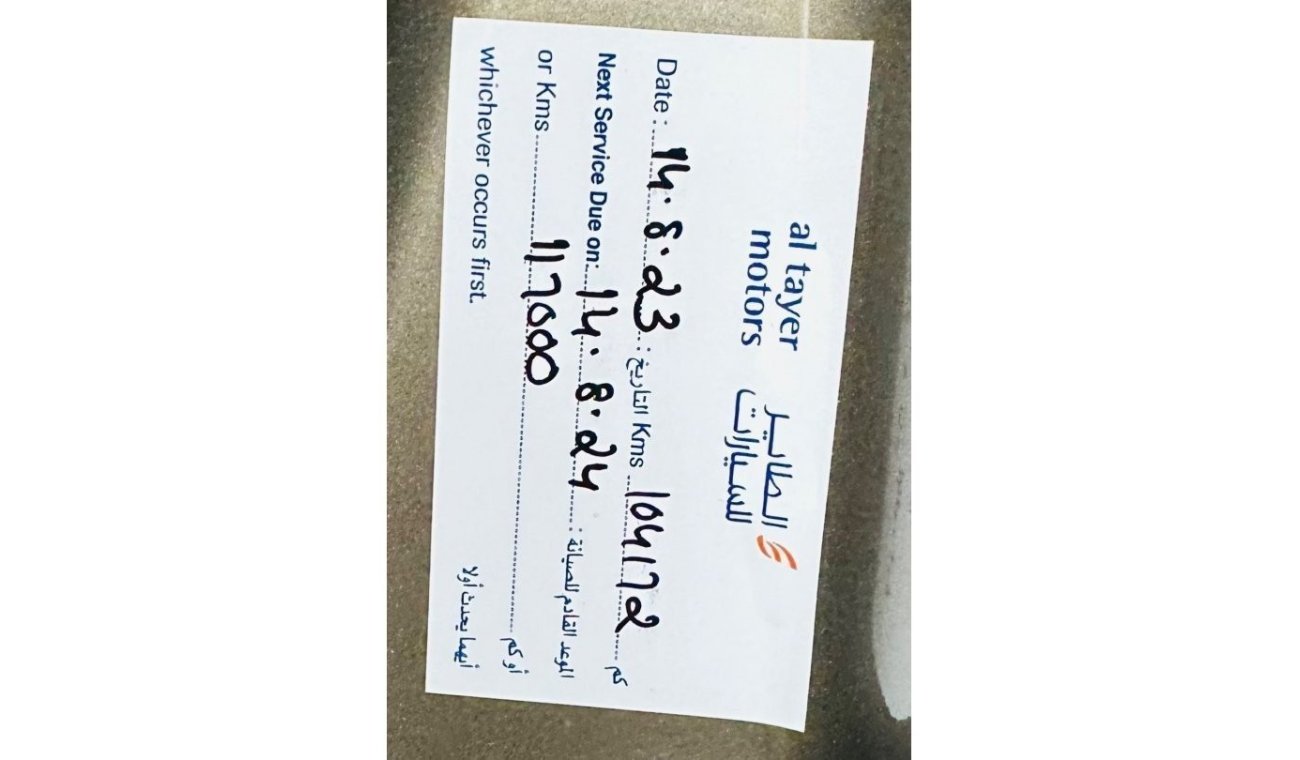 al tayer الطاير
motors للسيارات
Date : 14.8.23 : التاريخ Kms 104172 كم
Next Service Due on: 14.8.24 : الموعد القادم للصيانة
or Kms 117000 أو كم
whichever occurs first. أيهما يحدث أولا